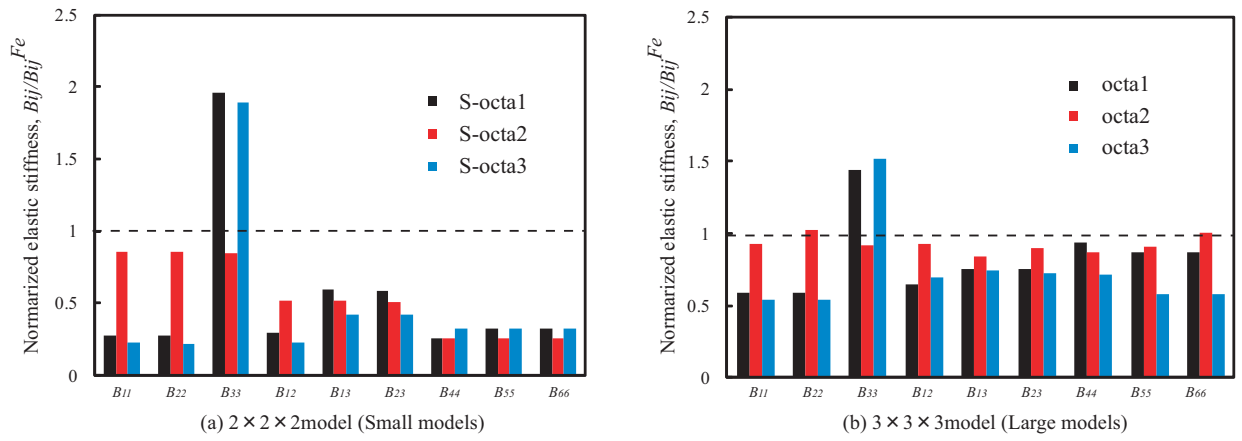 Normarized elastic stiffness, Bij/Bij^Fe
2.5
2
1.5
1
0.5
0
S-octa1
S-octa2
S-octa3
B11 B22 B33 B12 B13 B23 B44 B55 B66
(a) 2×2×2model (Small models)
Normarized elastic stiffness, Bij/Bij^Fe
2.5
2
1.5
1
0.5
0
octa1
octa2
octa3
B11 B22 B33 B12 B13 B23 B44 B55 B66
(b) 3×3×3model (Large models)